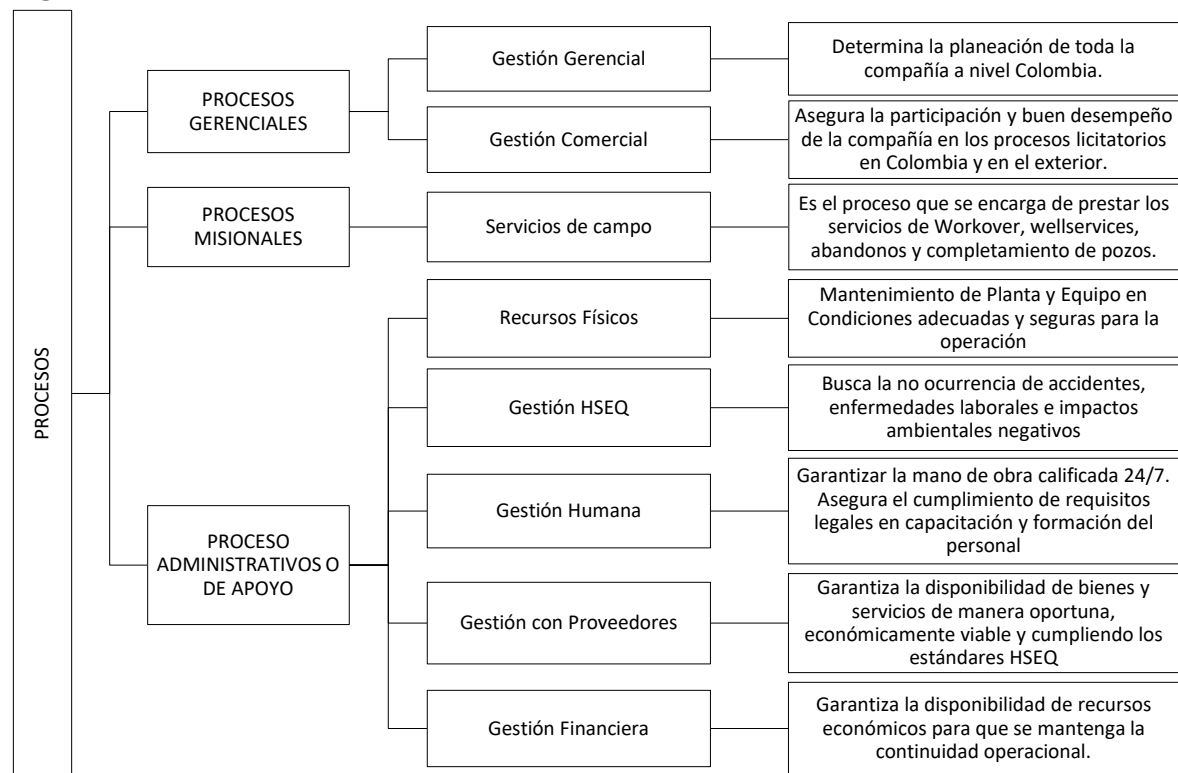 PROCESOS
PROCESOS
GERENCIALES
Gestión Gerencial
Determina la planeación de toda la
compañía a nivel Colombia.
Gestión Comercial
Asegura la participación y buen desempeño
de la compañía en los procesos licitatorios
en Colombia y en el exterior.
PROCESOS
MISIONALES
Servicios de campo
Es el proceso que se encarga de prestar los
servicios de Workover, wellservices,
abandonos y completamiento de pozos.
PROCESO
ADMINISTRATIVOS O
DE APOYO
Recursos Físicos
Mantenimiento de Planta y Equipo en
Condiciones adecuadas y seguras para la
operación
Gestión HSEQ
Busca la no ocurrencia de accidentes,
enfermedades laborales e impactos
ambientales negativos
Gestión Humana
Garantizar la mano de obra calificada 24/7.
Asegura el cumplimiento de requisitos
legales en capacitación y formación del
personal
Gestión con Proveedores
Garantiza la disponibilidad de bienes y
servicios de manera oportuna,
económicamente viable y cumpliendo los
estándares HSEQ
Gestión Financiera
Garantiza la disponibilidad de recursos
económicos para que se mantenga la
continuidad operacional.